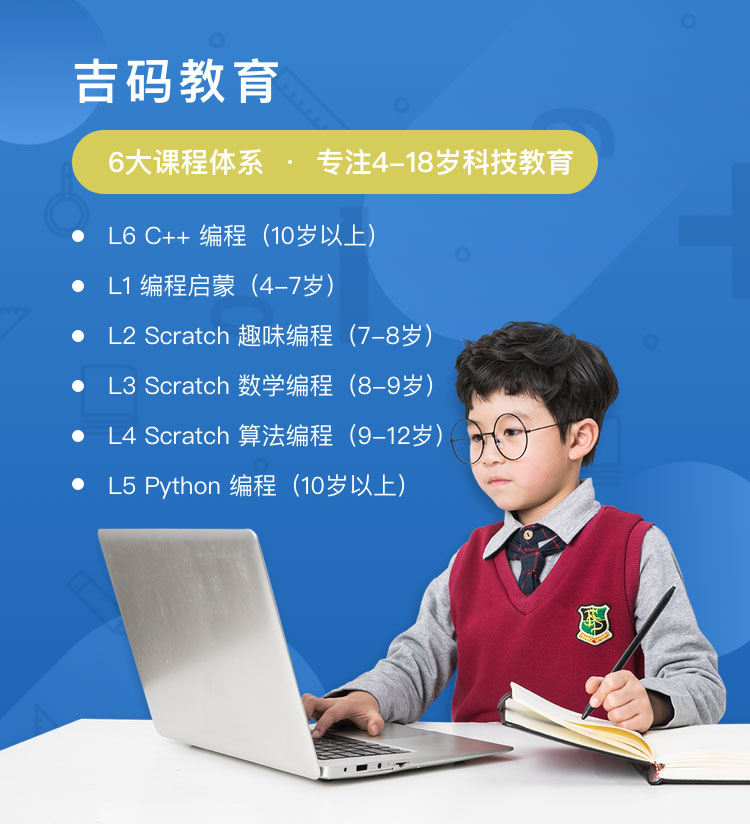 吉码教育
6大课程体系 · 专注4-18岁科技教育
L6 C++ 编程（10岁以上）
L1 编程启蒙（4-7岁）
L2 Scratch 趣味编程（7-8岁）
L3 Scratch 数学编程（8-9岁）
L4 Scratch 算法编程（9-12岁）
L5 Python 编程（10岁以上）